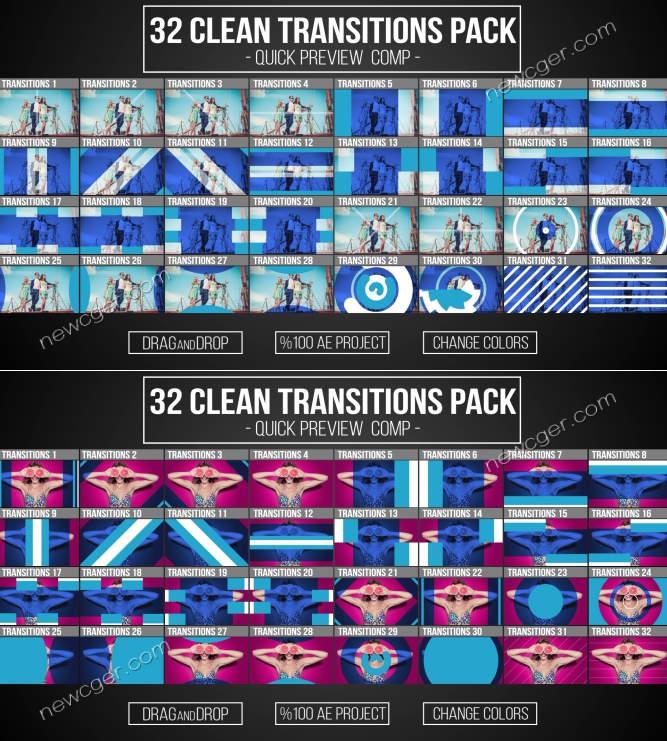 32 CLEAN TRANSITIONS PACK
- QUICK PREVIEW COMP -
newcger.com
TRANSITIONS 1 TRANSITIONS 2 TRANSITIONS 3 TRANSITIONS 4 TRANSITIONS 5 TRANSITIONS 6 TRANSITIONS 7 TRANSITIONS 8
TRANSITIONS 9 TRANSITIONS 10 TRANSITIONS 11 TRANSITIONS 12 TRANSITIONS 13 TRANSITIONS 14 TRANSITIONS 15 TRANSITIONS 16
TRANSITIONS 17 TRANSITIONS 18 TRANSITIONS 19 TRANSITIONS 20 TRANSITIONS 21 TRANSITIONS 22 TRANSITIONS 23 TRANSITIONS 24
TRANSITIONS 25 TRANSITIONS 26 TRANSITIONS 27 TRANSITIONS 28 TRANSITIONS 29 TRANSITIONS 30 TRANSITIONS 31 TRANSITIONS 32
newcger.com
DRAGANDDROP %100 AE PROJECT CHANGE COLORS
32 CLEAN TRANSITIONS PACK
- QUICK PREVIEW COMP -
newcger.com
TRANSITIONS 1 TRANSITIONS 2 TRANSITIONS 3 TRANSITIONS 4 TRANSITIONS 5 TRANSITIONS 6 TRANSITIONS 7 TRANSITIONS 8
TRANSITIONS 9 TRANSITIONS 10 TRANSITIONS 11 TRANSITIONS 12 TRANSITIONS 13 TRANSITIONS 14 TRANSITIONS 15 TRANSITIONS 16
TRANSITIONS 17 TRANSITIONS 18 TRANSITIONS 19 TRANSITIONS 20 TRANSITIONS 21 TRANSITIONS 22 TRANSITIONS 23 TRANSITIONS 24
TRANSITIONS 25 TRANSITIONS 26 TRANSITIONS 27 TRANSITIONS 28 TRANSITIONS 29 TRANSITIONS 30 TRANSITIONS 31 TRANSITIONS 32
newcger.com
DRAGANDDROP %100 AE PROJECT CHANGE COLORS